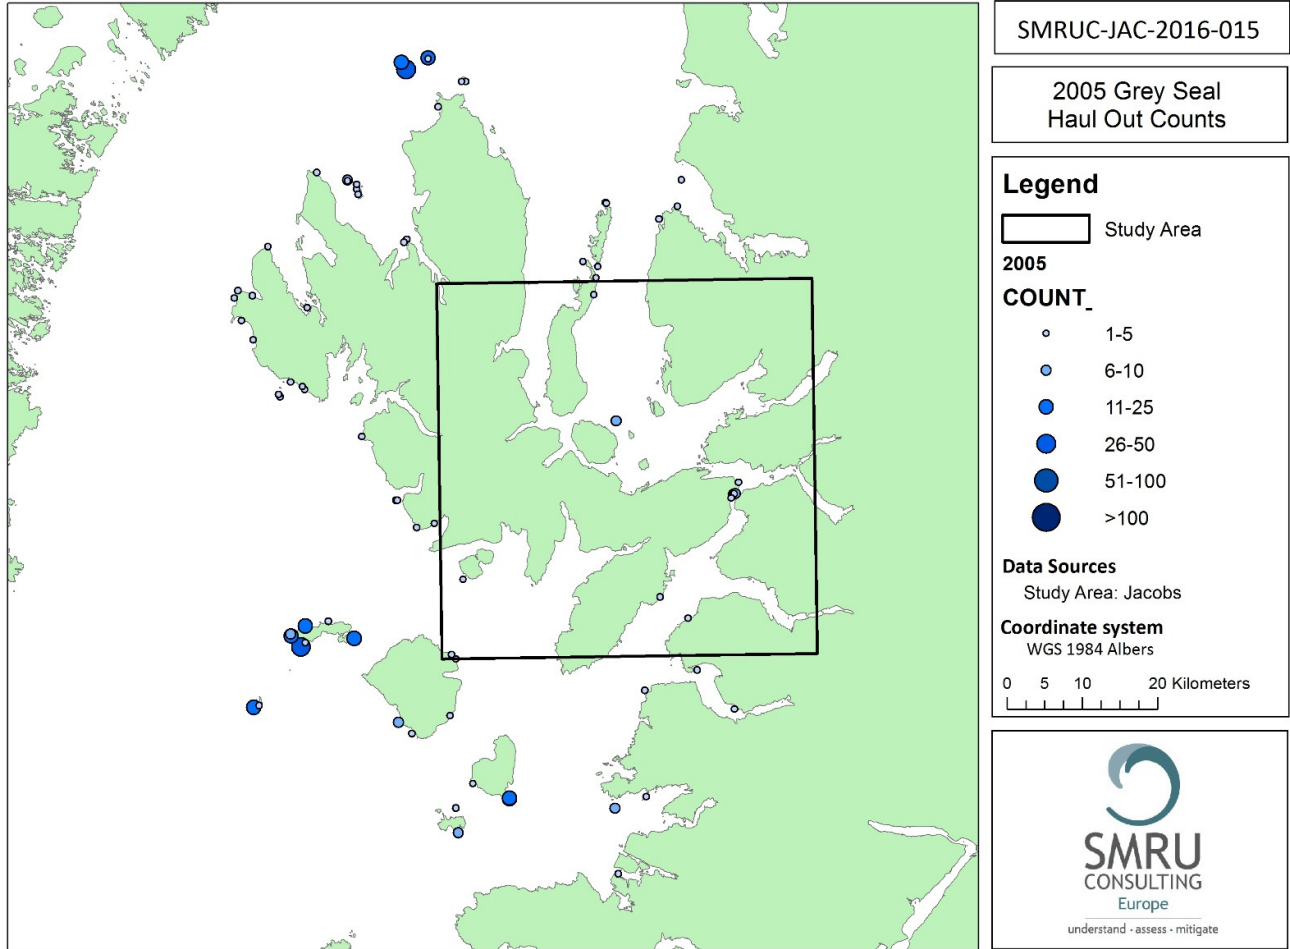 SMRUC-JAC-2016-015
2005 Grey Seal
Haul Out Counts
Legend
Study Area
2005
COUNT_
1-5
6-10
11-25
26-50
51-100
>100
Data Sources
Study Area: Jacobs
Coordinate system
WGS 1984 Albers
0 5 10 20 Kilometers
SMRU
CONSULTING
Europe
understand · assess · mitigate